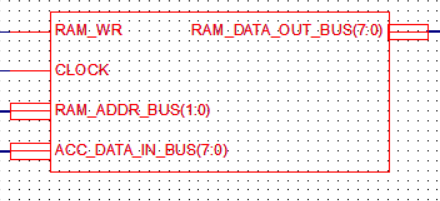 RAM_WR RAM_DATA_OUT_BUS(7:0)
CLOCK
RAM_ADDR_BUS(1:0)
ACC_DATA_IN_BUS(7:0)